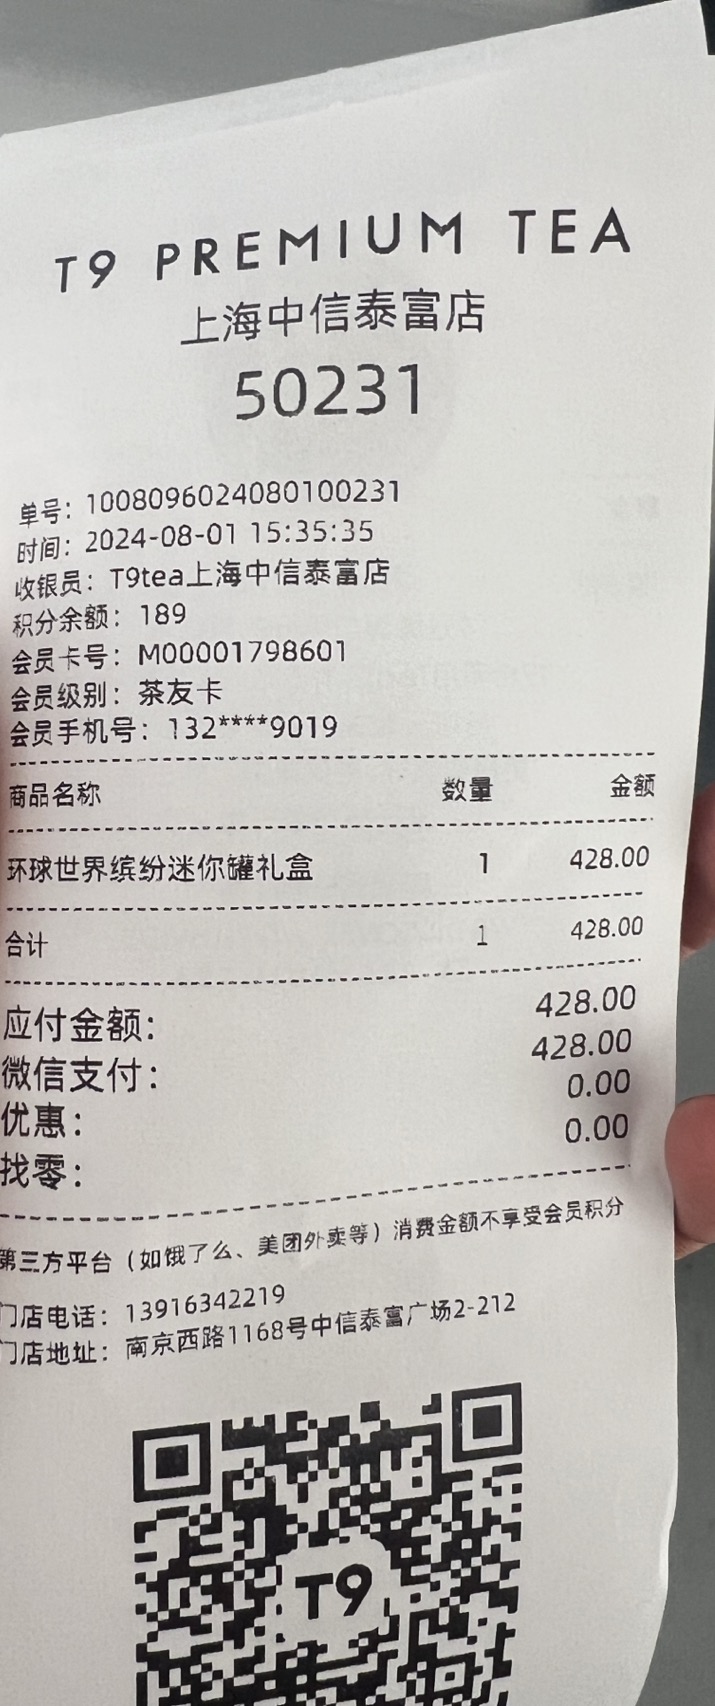 T9 PREMIUM TEA
上海中信泰富店
50231
单号：1008096024080100231
时间：2024-08-01 15:35:35
收银员：T9tea上海中信泰富店
积分余额：189
会员卡号：M00001798601
会员级别：茶友卡
会员手机号：132****9019
商品名称 数量 金额
环球世界缤纷迷你罐礼盒 1 428.00
合计 1 428.00
应付金额： 428.00
微信支付： 428.00
优惠： 0.00
找零： 0.00
第三方平台（如饿了么、美团外卖等）消费金额不享受会员积分
门店电话：13916342219
门店地址：南京西路1168号中信泰富广场2-212
T9